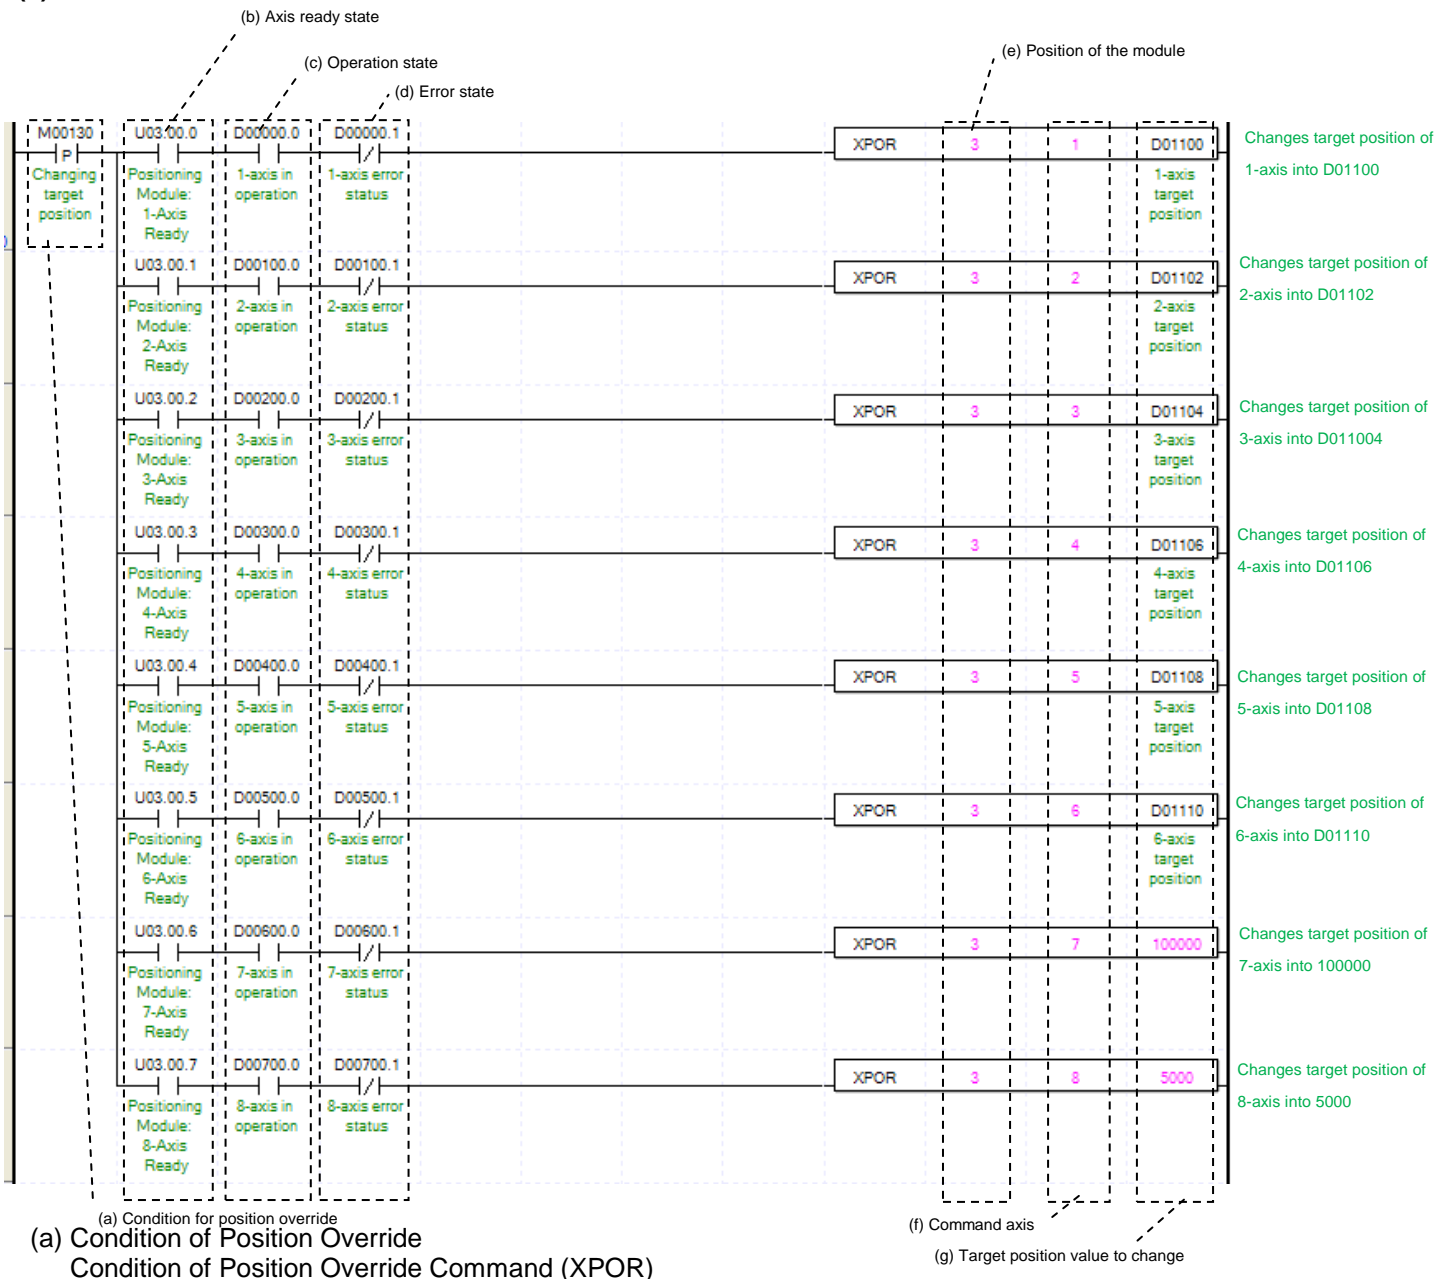 (b) Axis ready state
(c) Operation state
(d) Error state
(e) Position of the module
M00130
P
Changing
target
position
U03.00.0 D00000.0 D00000.1
Positioning
Module:
1-Axis
Ready
1-axis in
operation
1-axis error
status
XPOR 3 1 D01100
1-axis
target
position
Changes target position of
1-axis into D01100
U03.00.1 D00100.0 D00100.1
Positioning
Module:
2-Axis
Ready
2-axis in
operation
2-axis error
status
XPOR 3 2 D01102
2-axis
target
position
Changes target position of
2-axis into D01102
U03.00.2 D00200.0 D00200.1
Positioning
Module:
3-Axis
Ready
3-axis in
operation
3-axis error
status
XPOR 3 3 D01104
3-axis
target
position
Changes target position of
3-axis into D011004
U03.00.3 D00300.0 D00300.1
Positioning
Module:
4-Axis
Ready
4-axis in
operation
4-axis error
status
XPOR 3 4 D01106
4-axis
target
position
Changes target position of
4-axis into D01106
U03.00.4 D00400.0 D00400.1
Positioning
Module:
5-Axis
Ready
5-axis in
operation
5-axis error
status
XPOR 3 5 D01108
5-axis
target
position
Changes target position of
5-axis into D01108
U03.00.5 D00500.0 D00500.1
Positioning
Module:
6-Axis
Ready
6-axis in
operation
6-axis error
status
XPOR 3 6 D01110
6-axis
target
position
Changes target position of
6-axis into D01110
U03.00.6 D00600.0 D00600.1
Positioning
Module:
7-Axis
Ready
7-axis in
operation
7-axis error
status
XPOR 3 7 100000
Changes target position of
7-axis into 100000
U03.00.7 D00700.0 D00700.1
Positioning
Module:
8-Axis
Ready
8-axis in
operation
8-axis error
status
XPOR 3 8 5000
Changes target position of
8-axis into 5000
(a) Condition for position override
(f) Command axis
(g) Target position value to change
(a) Condition of Position Override
Condition of Position Override Command (XPOR)